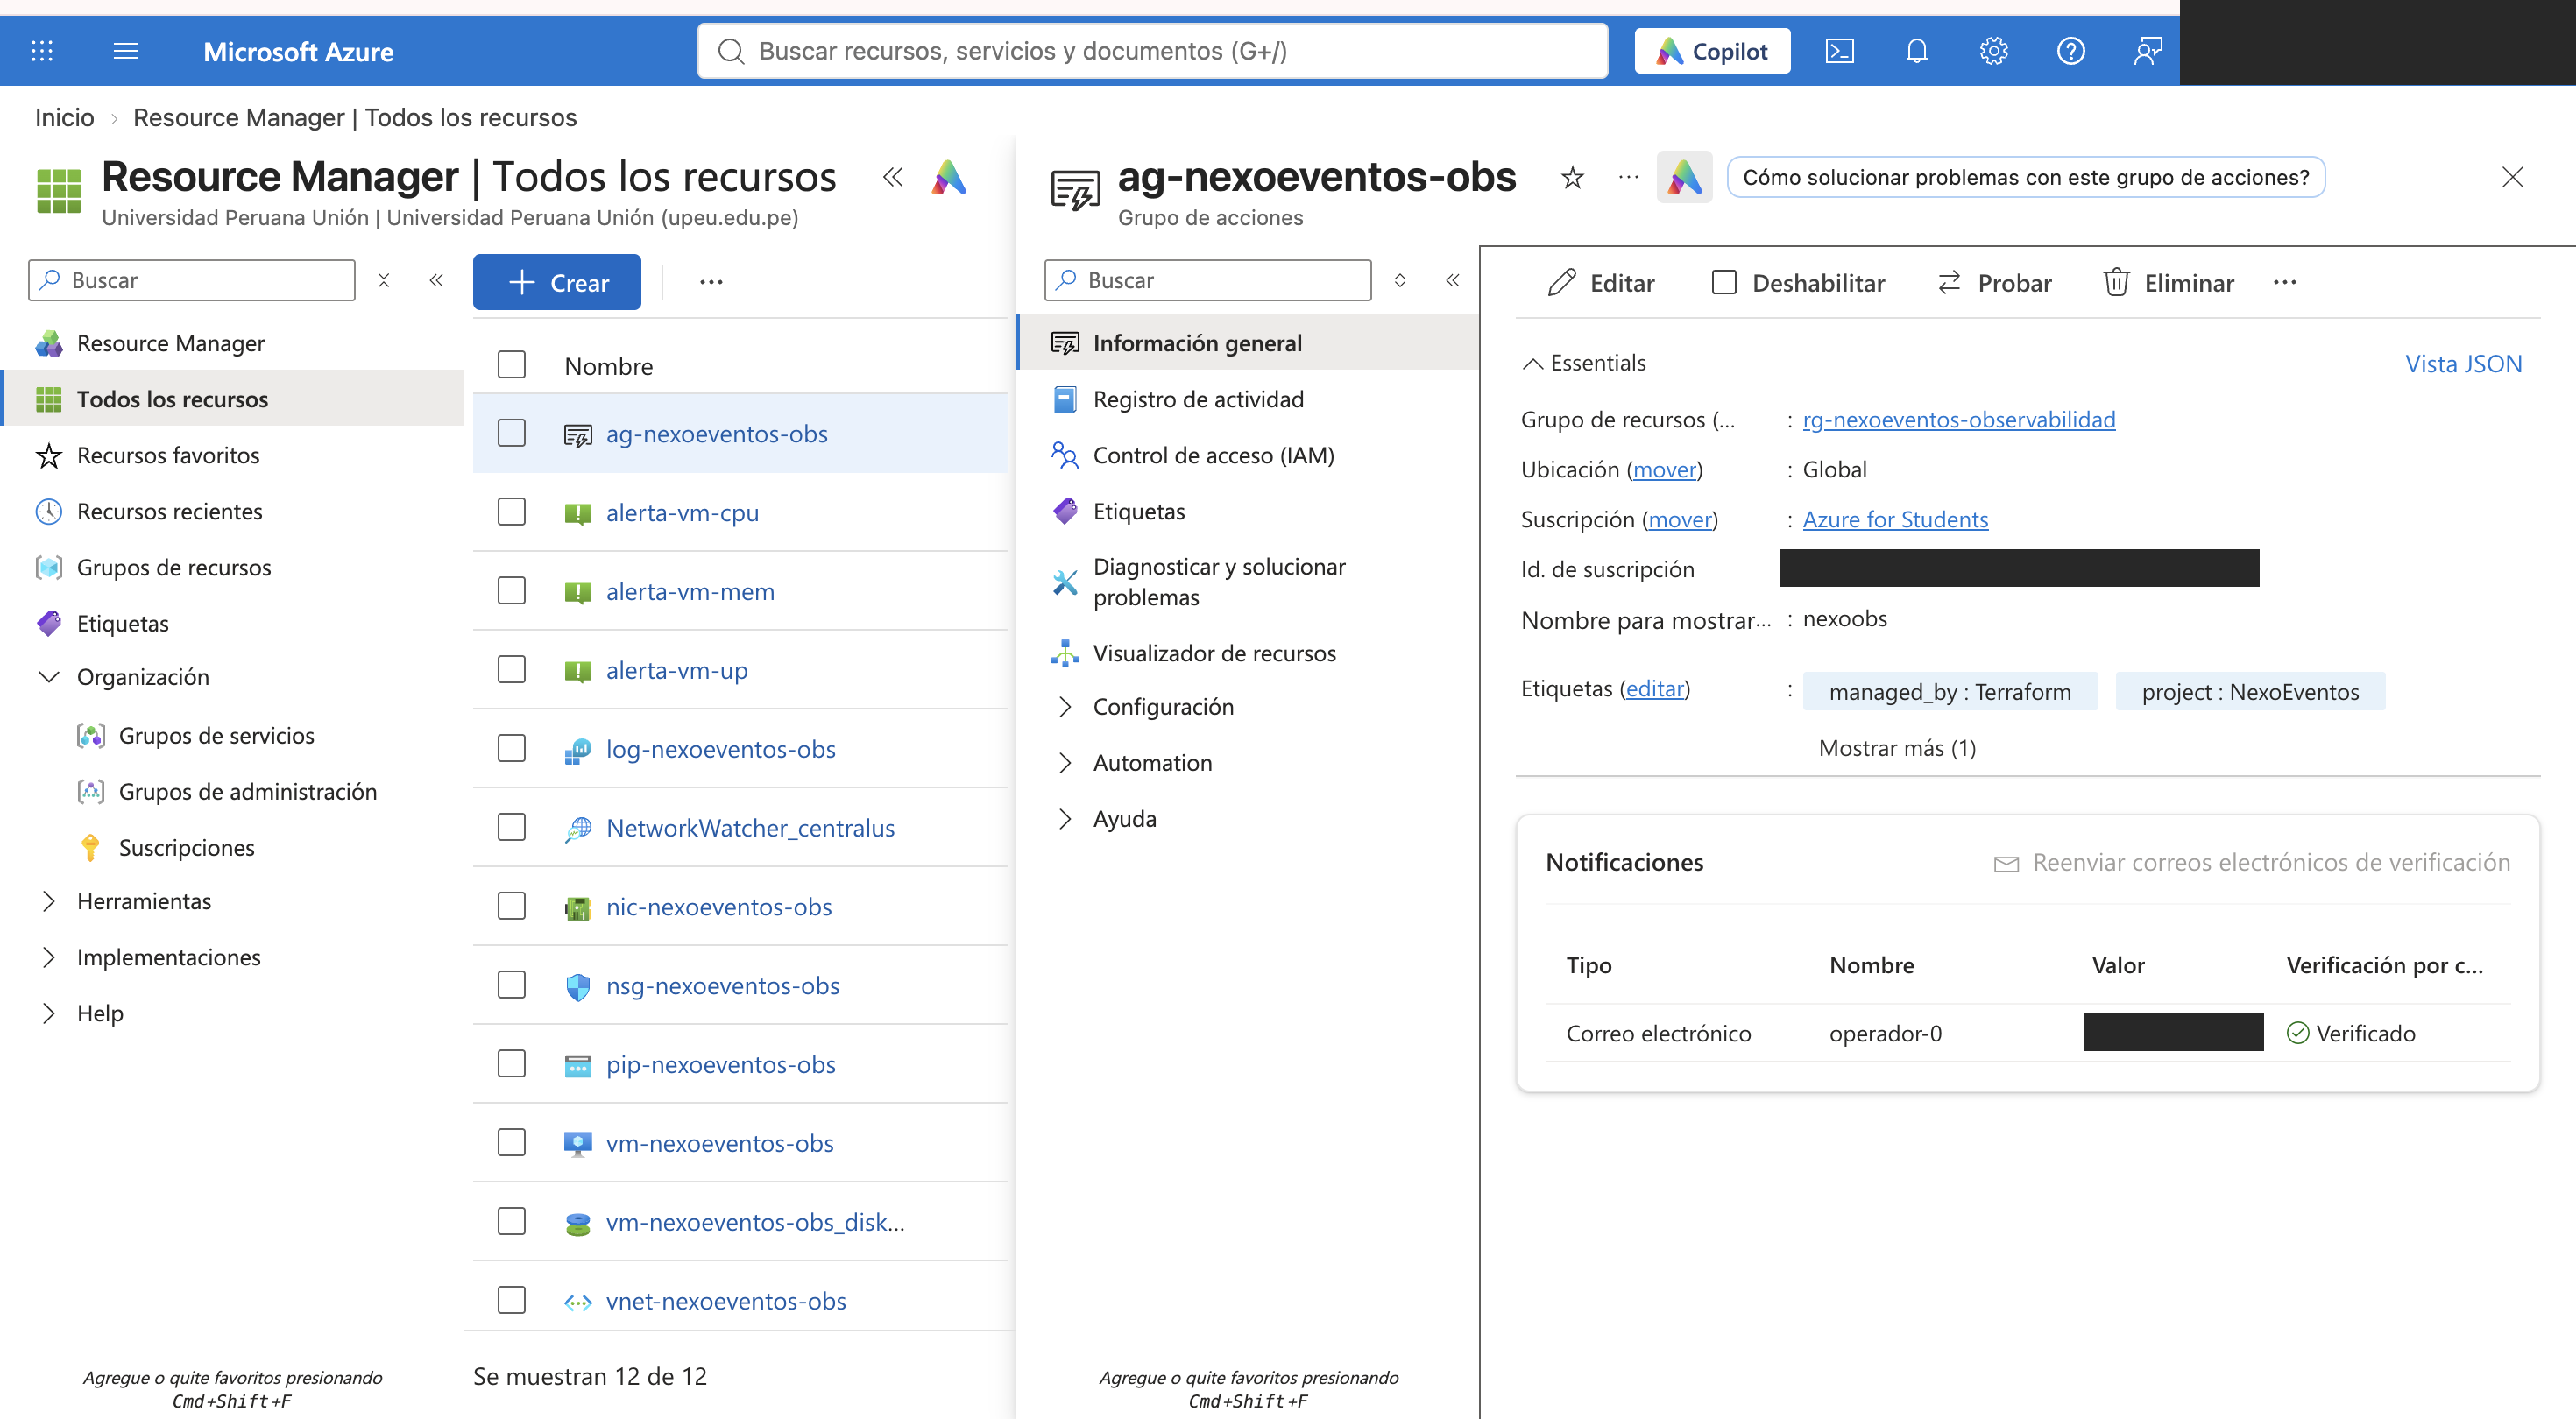 Microsoft Azure
Buscar recursos, servicios y documentos (G+/)
Copilot
Inicio > Resource Manager | Todos los recursos
Resource Manager | Todos los recursos
Universidad Peruana Unión | Universidad Peruana Unión (upeu.edu.pe)
Buscar
Resource Manager
Todos los recursos
Recursos favoritos
Recursos recientes
Grupos de recursos
Etiquetas
Organización
Grupos de servicios
Grupos de administración
Suscripciones
Herramientas
Implementaciones
Help
Agregue o quite favoritos presionando
Cmd+Shift+F
+ Crear
...
Nombre
ag-nexoeventos-obs
alerta-vm-cpu
alerta-vm-mem
alerta-vm-up
log-nexoeventos-obs
NetworkWatcher_centralus
nic-nexoeventos-obs
nsg-nexoeventos-obs
pip-nexoeventos-obs
vm-nexoeventos-obs
vm-nexoeventos-obs_disk...
vnet-nexoeventos-obs
Se muestran 12 de 12
ag-nexoeventos-obs
Grupo de acciones
...
Cómo solucionar problemas con este grupo de acciones?
Buscar
Información general
Registro de actividad
Control de acceso (IAM)
Etiquetas
Diagnosticar y solucionar
problemas
Visualizador de recursos
Configuración
Automation
Ayuda
Agregue o quite favoritos presionando
Cmd+Shift+F
Editar Deshabilitar Probar Eliminar ...
Essentials Vista JSON
Grupo de recursos (... : rg-nexoeventos-observabilidad
Ubicación (mover) : Global
Suscripción (mover) : Azure for Students
Id. de suscripción
Nombre para mostrar... : nexoobs
Etiquetas (editar) : managed_by : Terraform project : NexoEventos
Mostrar más (1)
Notificaciones Reenviar correos electrónicos de verificación
Tipo Nombre Valor Verificación por c...
Correo electrónico operador-0 Verificado